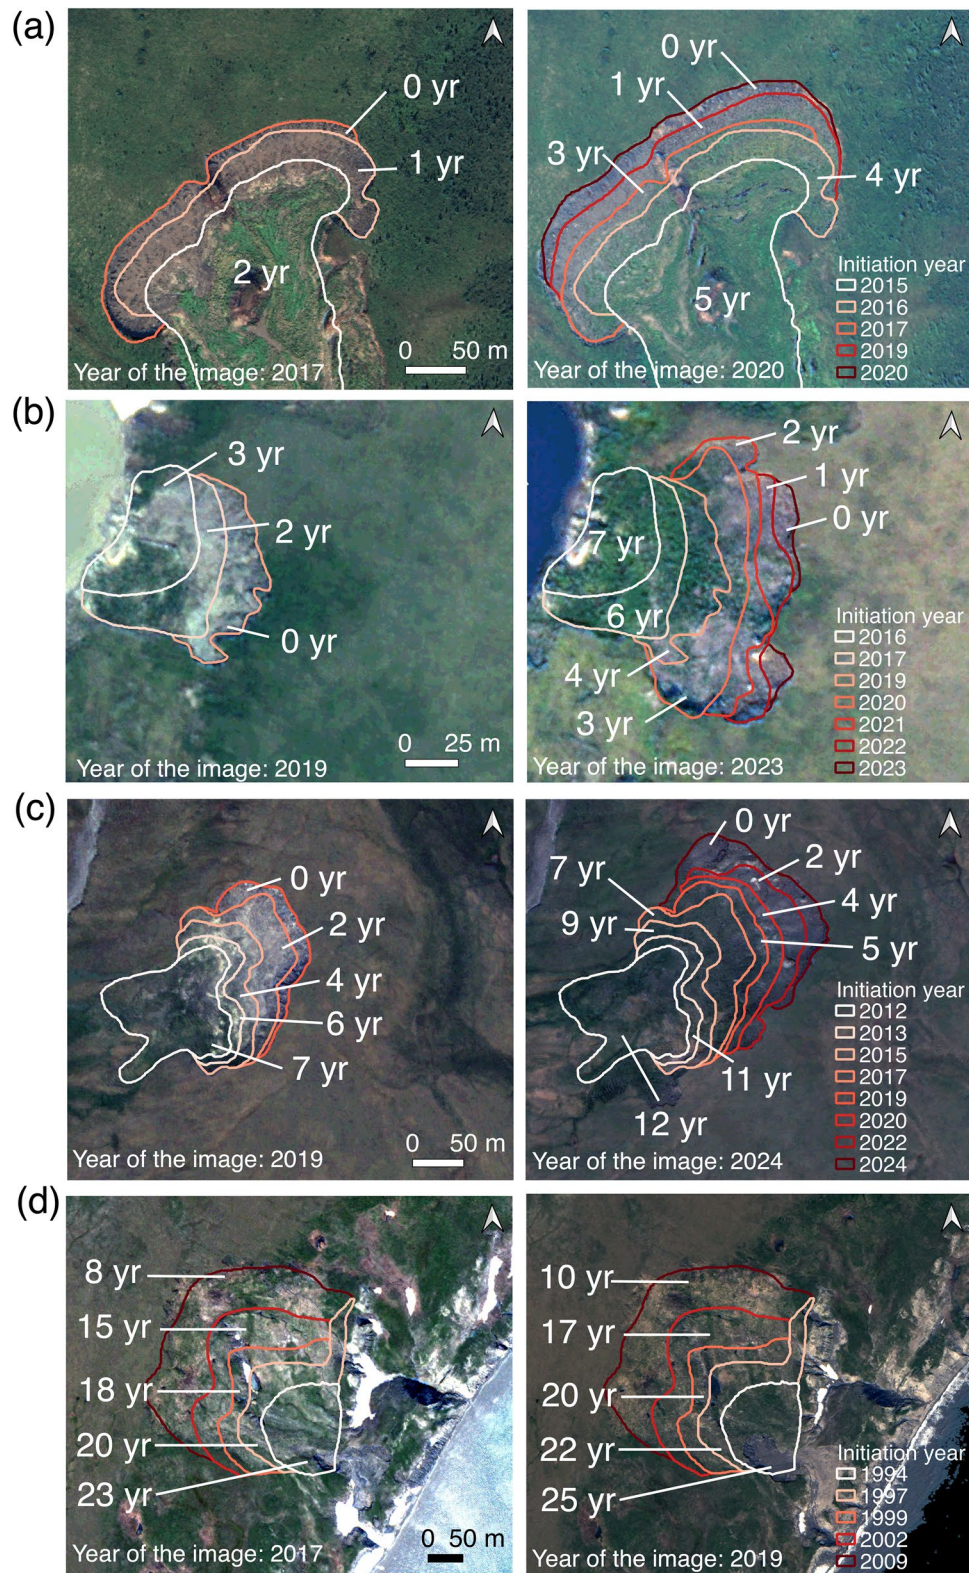 (a)
0 yr
1 yr
2 yr
0 50 m
Year of the image: 2017
0 yr
1 yr
3 yr
4 yr
5 yr
Initiation year
2015
2016
2017
2019
2020
Year of the image: 2020
(b)
3 yr
2 yr
0 yr
0 25 m
Year of the image: 2019
2 yr
1 yr
0 yr
7 yr
6 yr
4 yr
3 yr
Initiation year
2016
2017
2019
2020
2021
2022
2023
Year of the image: 2023
(c)
0 yr
2 yr
4 yr
6 yr
7 yr
0 50 m
Year of the image: 2019
0 yr
2 yr
7 yr
4 yr
9 yr
5 yr
11 yr
12 yr
Initiation year
2012
2013
2015
2017
2019
2020
2022
2024
Year of the image: 2024
(d)
8 yr
15 yr
18 yr
20 yr
23 yr
0 50 m
Year of the image: 2017
10 yr
17 yr
20 yr
22 yr
25 yr
Initiation year
1994
1997
1999
2002
2009
Year of the image: 2019